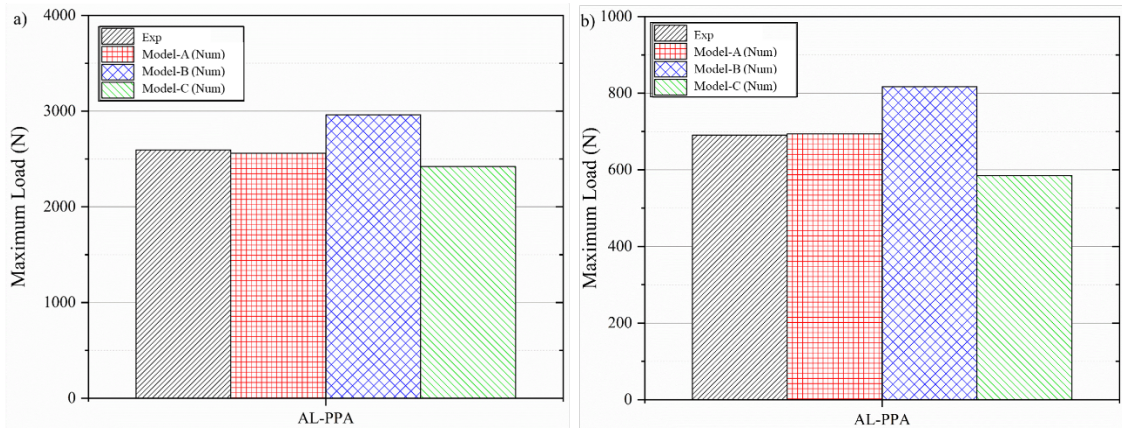 a)
4000
3000
2000
1000
0
Maximum Load (N)
Exp
Model-A (Num)
Model-B (Num)
Model-C (Num)
AL-PPA
b)
1000
800
600
400
200
0
Maximum Load (N)
Exp
Model-A (Num)
Model-B (Num)
Model-C (Num)
AL-PPA